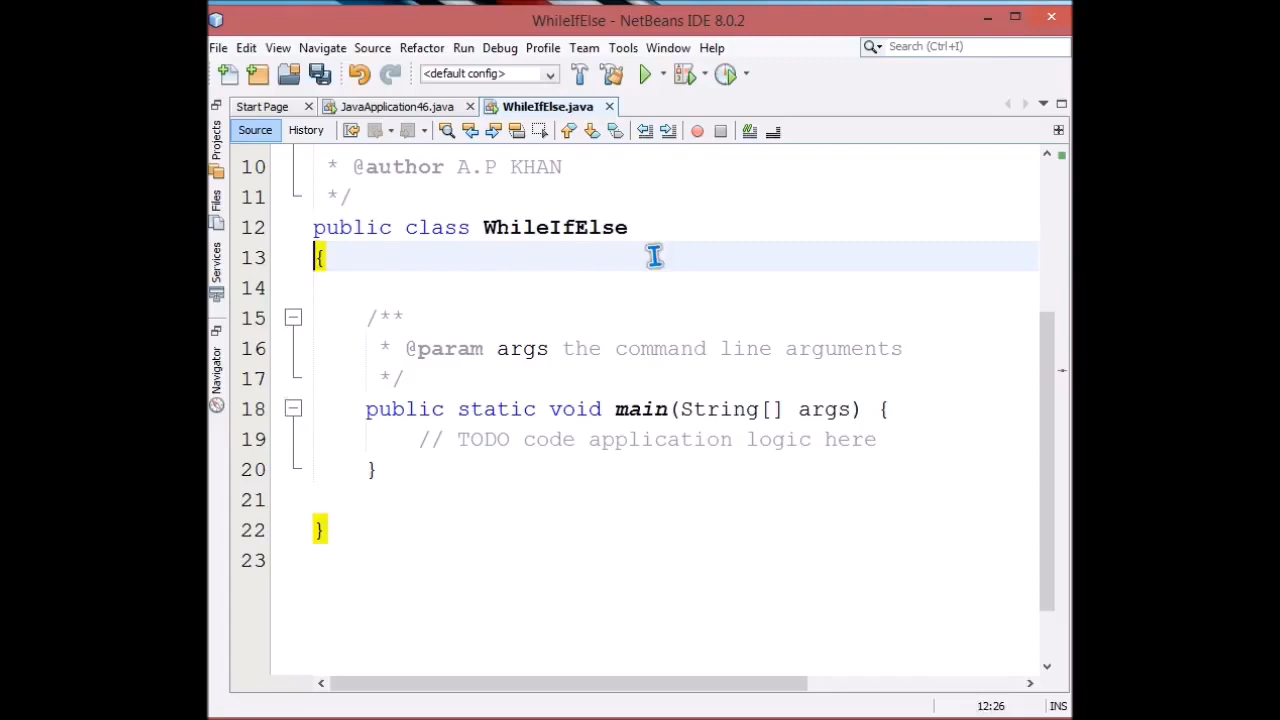 WhileIfElse - NetBeans IDE 8.0.2
File Edit View Navigate Source Refactor Run Debug Profile Team Tools Window Help
Search (Ctrl+I)
<default config>
Start Page JavaApplication46.java WhileIfElse.java
Source History
Projects
Files
Services
Navigator
10 * @author A.P KHAN
11 */
12 public class WhileIfElse
13 {
14
15 /**
16 * @param args the command line arguments
17 */
18 public static void main(String[] args) {
19 // TODO code application logic here
20 }
21
22 }
23
12:26 INS